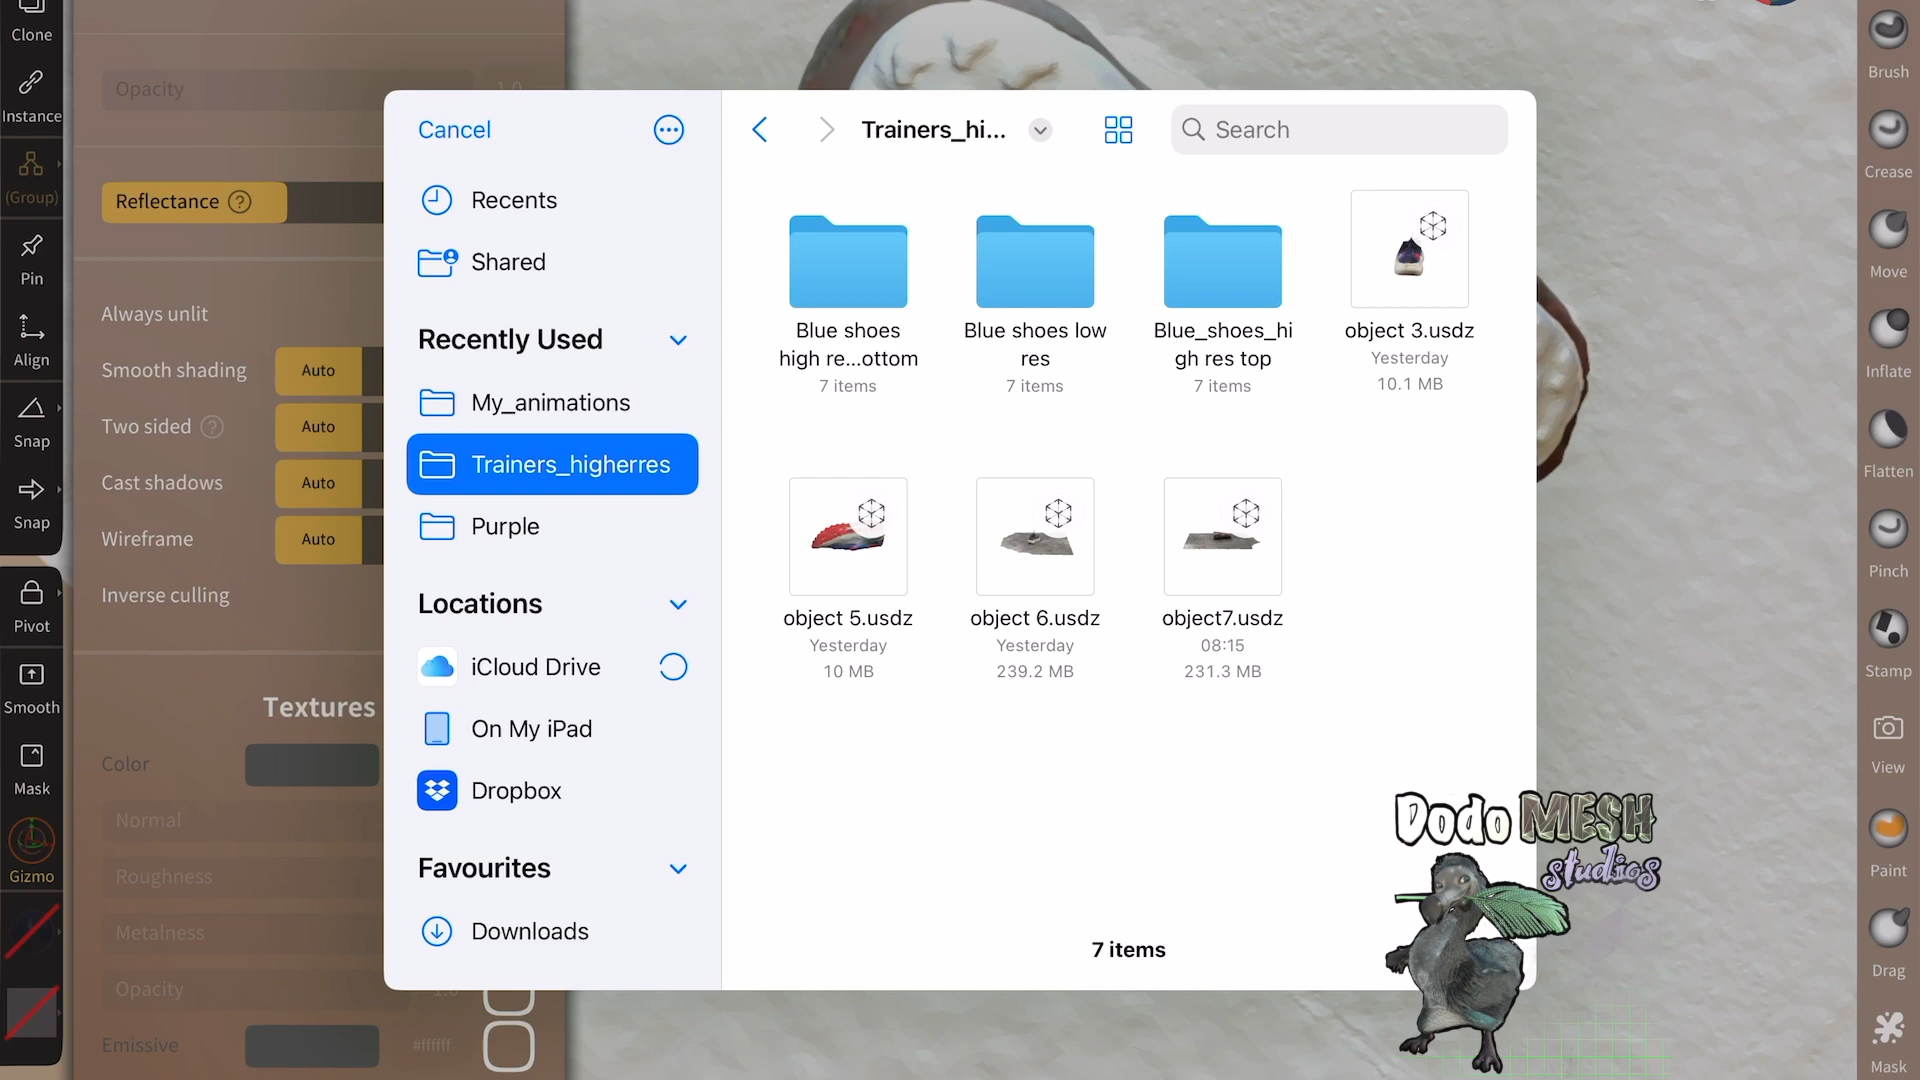 Clone
Instance
(Group)
Pin
Align
Snap
Snap
Pivot
Smooth
Mask
Gizmo
Opacity 1.0
Reflectance ?
Always unlit
Smooth shading Auto
Two sided ? Auto
Cast shadows Auto
Wireframe Auto
Inverse culling
Textures
Color
Normal
Roughness
Metalness
Opacity 1.0
Emissive #ffffff
Cancel
Recents
Shared
Recently Used
My_animations
Trainers_higherres
Purple
Locations
iCloud Drive
On My iPad
Dropbox
Favourites
Downloads
Trainers_hi...
Search
Blue shoes
high re...ottom
7 items
Blue shoes low
res
7 items
Blue_shoes_hi
gh res top
7 items
object 3.usdz
Yesterday
10.1 MB
object 5.usdz
Yesterday
10 MB
object 6.usdz
Yesterday
239.2 MB
object7.usdz
08:15
231.3 MB
7 items
Dodo MESH
studios
Brush
Crease
Move
Inflate
Flatten
Pinch
Stamp
View
Paint
Drag
Mask